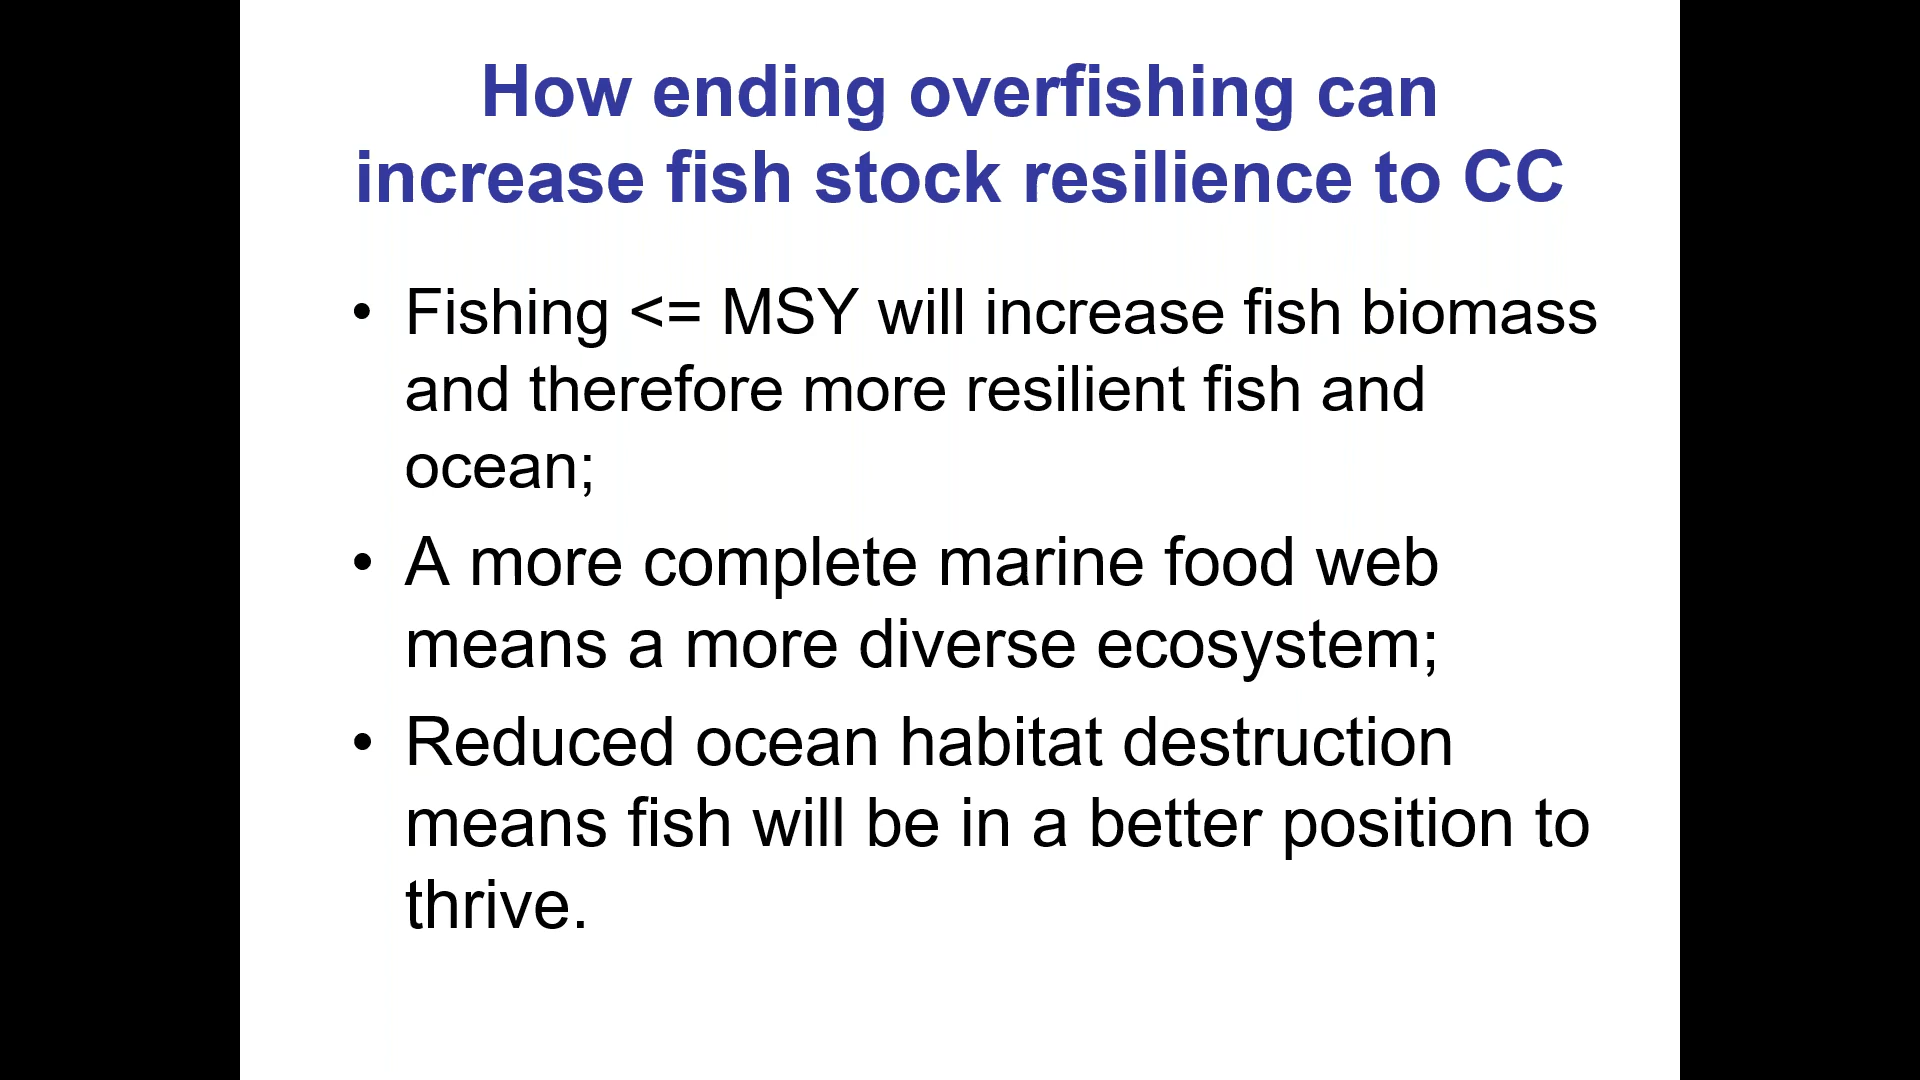 How ending overfishing can
increase fish stock resilience to CC
• Fishing <= MSY will increase fish biomass
and therefore more resilient fish and
ocean;
• A more complete marine food web
means a more diverse ecosystem;
• Reduced ocean habitat destruction
means fish will be in a better position to
thrive.